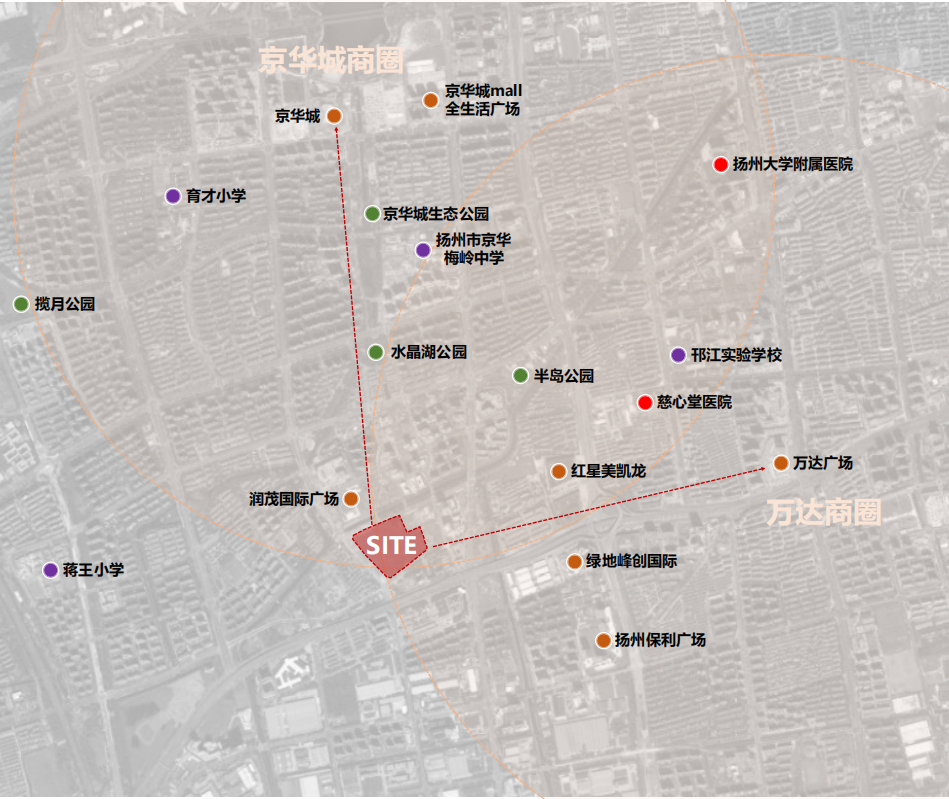 京华城商圈
京华城mall
全生活广场
京华城
扬州大学附属医院
育才小学
京华城生态公园
扬州市京华
梅岭中学
揽月公园
水晶湖公园
邗江实验学校
半岛公园
慈心堂医院
万达广场
红星美凯龙
润茂国际广场
万达商圈
SITE
绿地峰创国际
蒋王小学
扬州保利广场